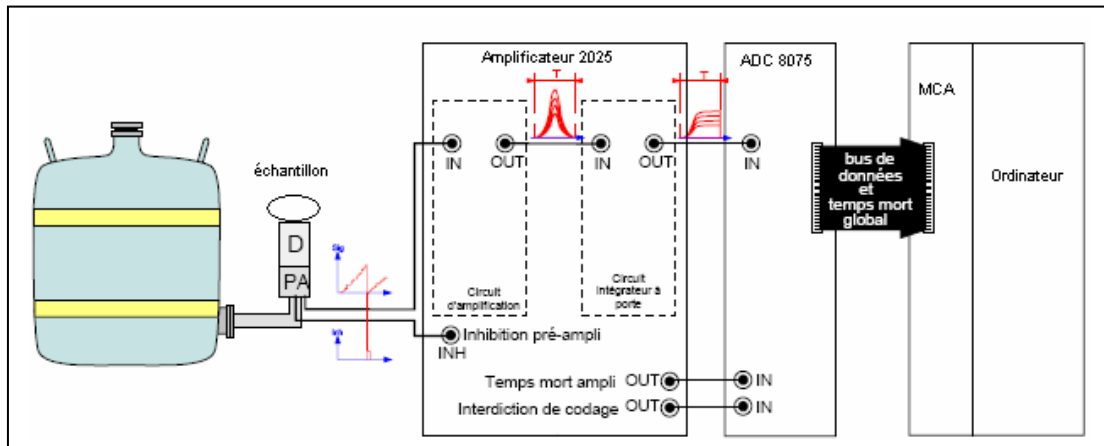 Amplificateur 2025
ADC 8075
MCA
Ordinateur
échantillon
D
PA
Sig
Inh
T
T
IN
OUT
IN
OUT
IN
Circuit
d'amplification
Circuit
intégrateur à
porte
bus de
données
et
temps mort
global
INH
Inhibition pré-ampli
Temps mort ampli
OUT
IN
Interdiction de codage
OUT
IN